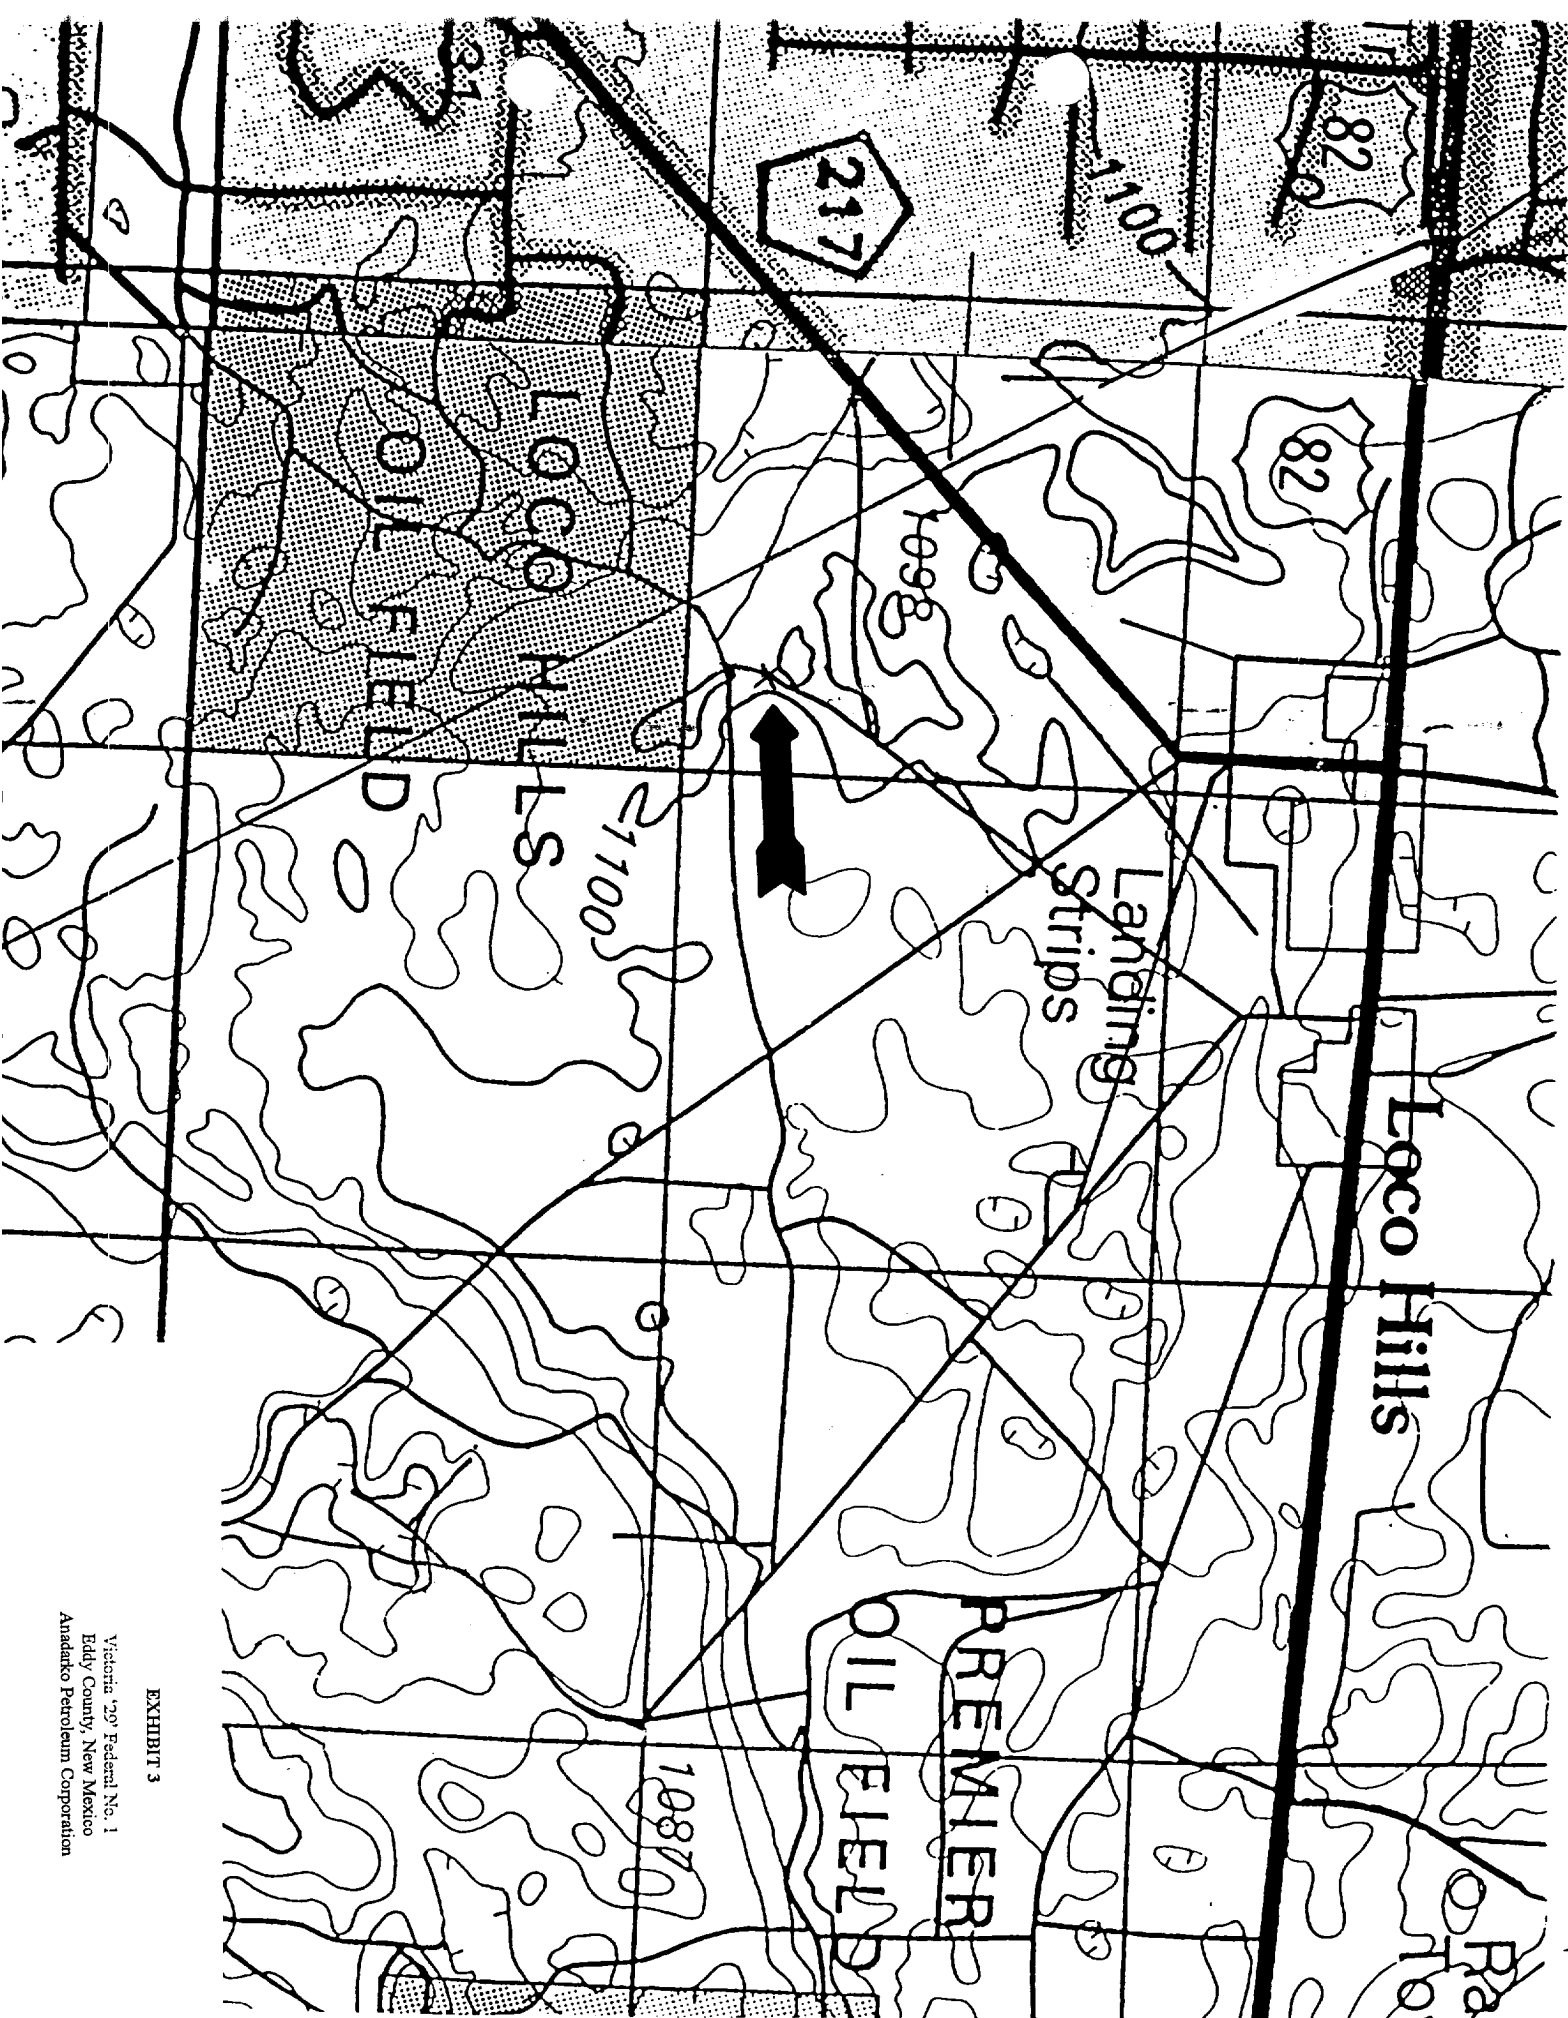 82
82
217
1100
31
1098
LOCO HILLS
OIL FIELD
1100
Landing
Strips
Loco Hills
PREMIER
OIL FIELD
1087
EXHIBIT 3
Victoria '29' Federal No. 1
Eddy County, New Mexico
Anadarko Petroleum Corporation